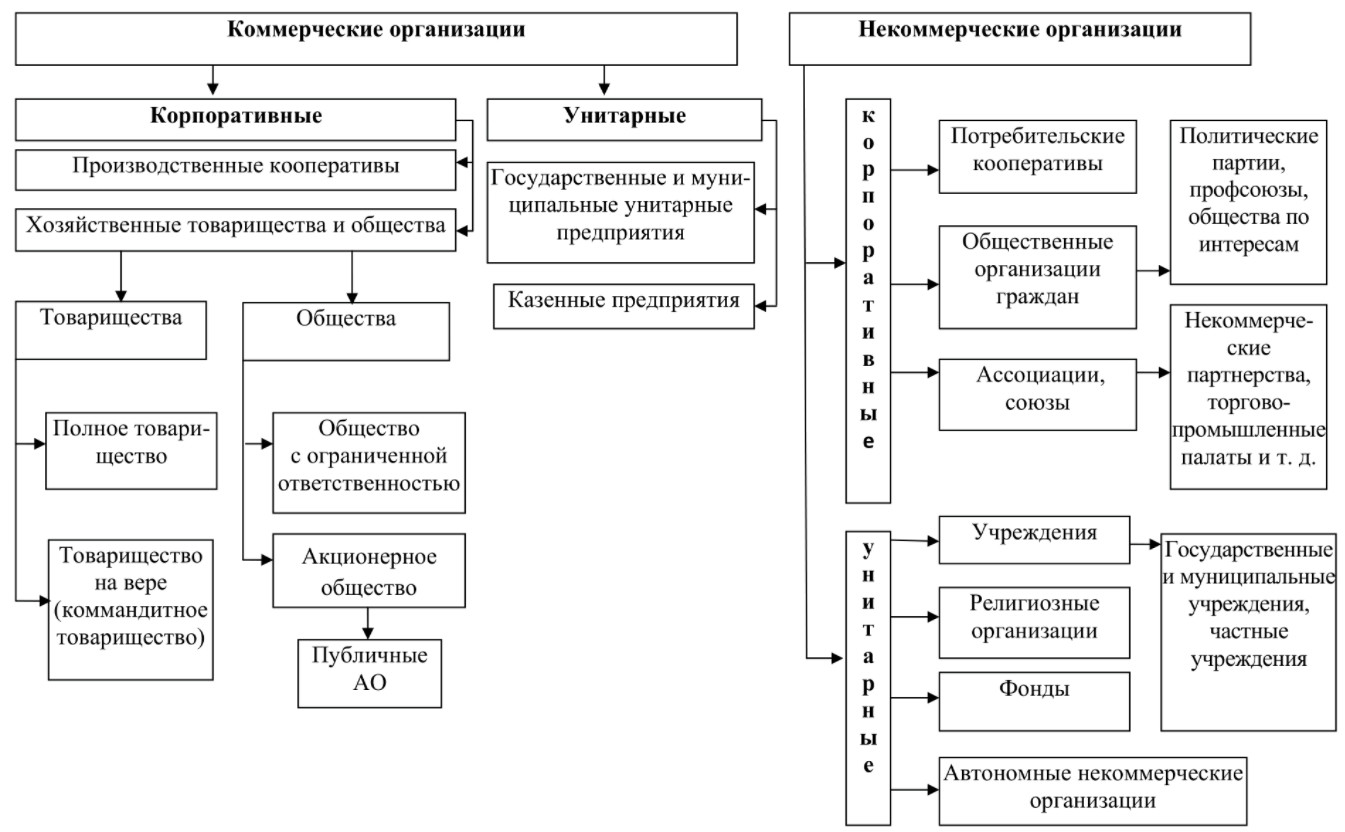 Коммерческие организации
Корпоративные
Производственные кооперативы
Хозяйственные товарищества и общества
Товарищества
Полное товари-
щество
Товарищество
на вере
(коммандитное
товарищество)
Общества
Общество
с ограниченной
ответственностью
Акционерное
общество
Публичные
АО
Унитарные
Государственные и муни-
ципальные унитарные
предприятия
Казенные предприятия
Некоммерческие организации
корпоративные
Потребительские
кооперативы
Общественные
организации
граждан
Политические
партии,
профсоюзы,
общества по
интересам
Ассоциации,
союзы
Некоммерче-
ские
партнерства,
торгово-
промышленные
палаты и т. д.
унитарные
Учреждения
Государственные
и муниципальные
учреждения,
частные
учреждения
Религиозные
организации
Фонды
Автономные некоммерческие
организации